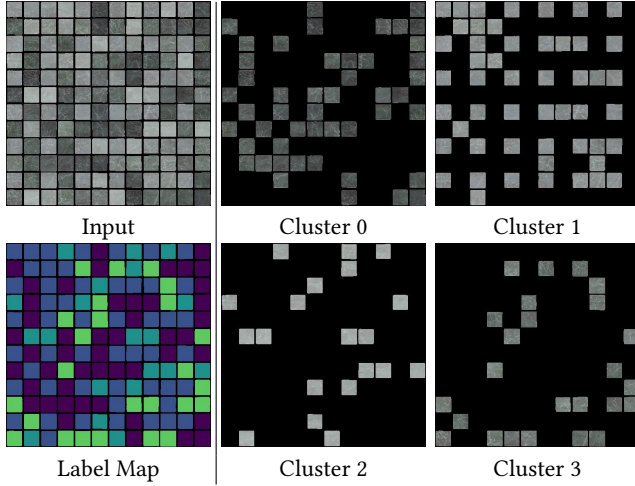 Input
Cluster 0
Cluster 1
Label Map
Cluster 2
Cluster 3